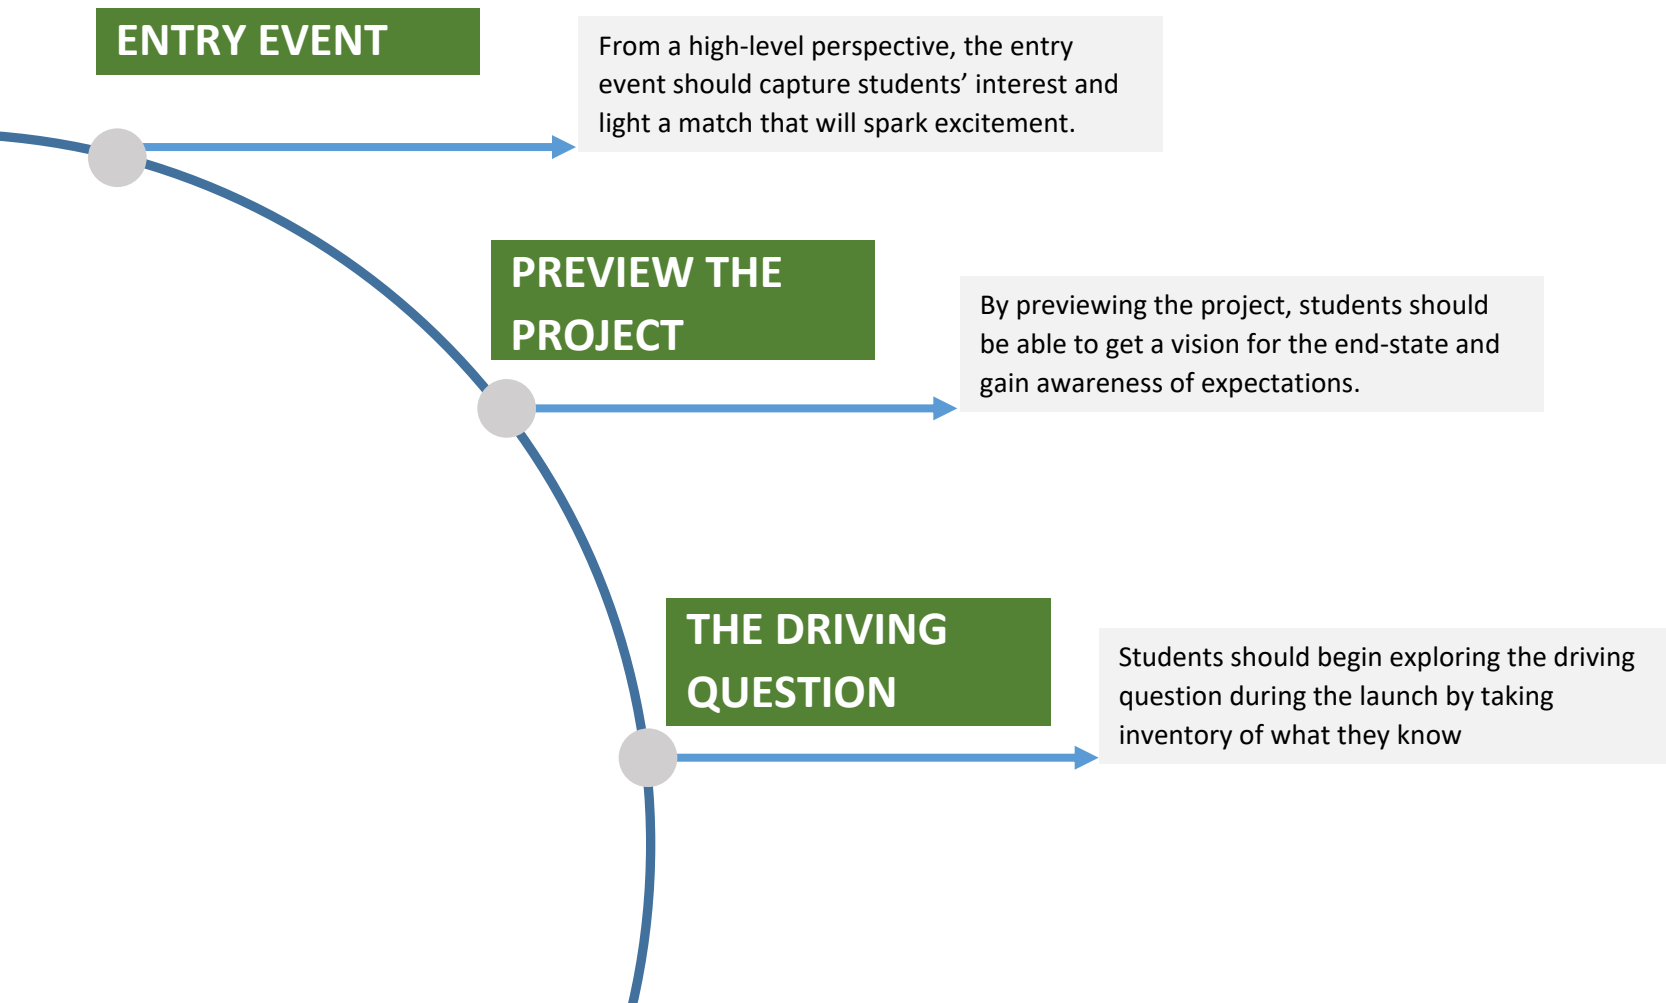 ENTRY EVENT
From a high-level perspective, the entry
event should capture students’ interest and
light a match that will spark excitement.
PREVIEW THE
PROJECT
By previewing the project, students should
be able to get a vision for the end-state and
gain awareness of expectations.
THE DRIVING
QUESTION
Students should begin exploring the driving
question during the launch by taking
inventory of what they know